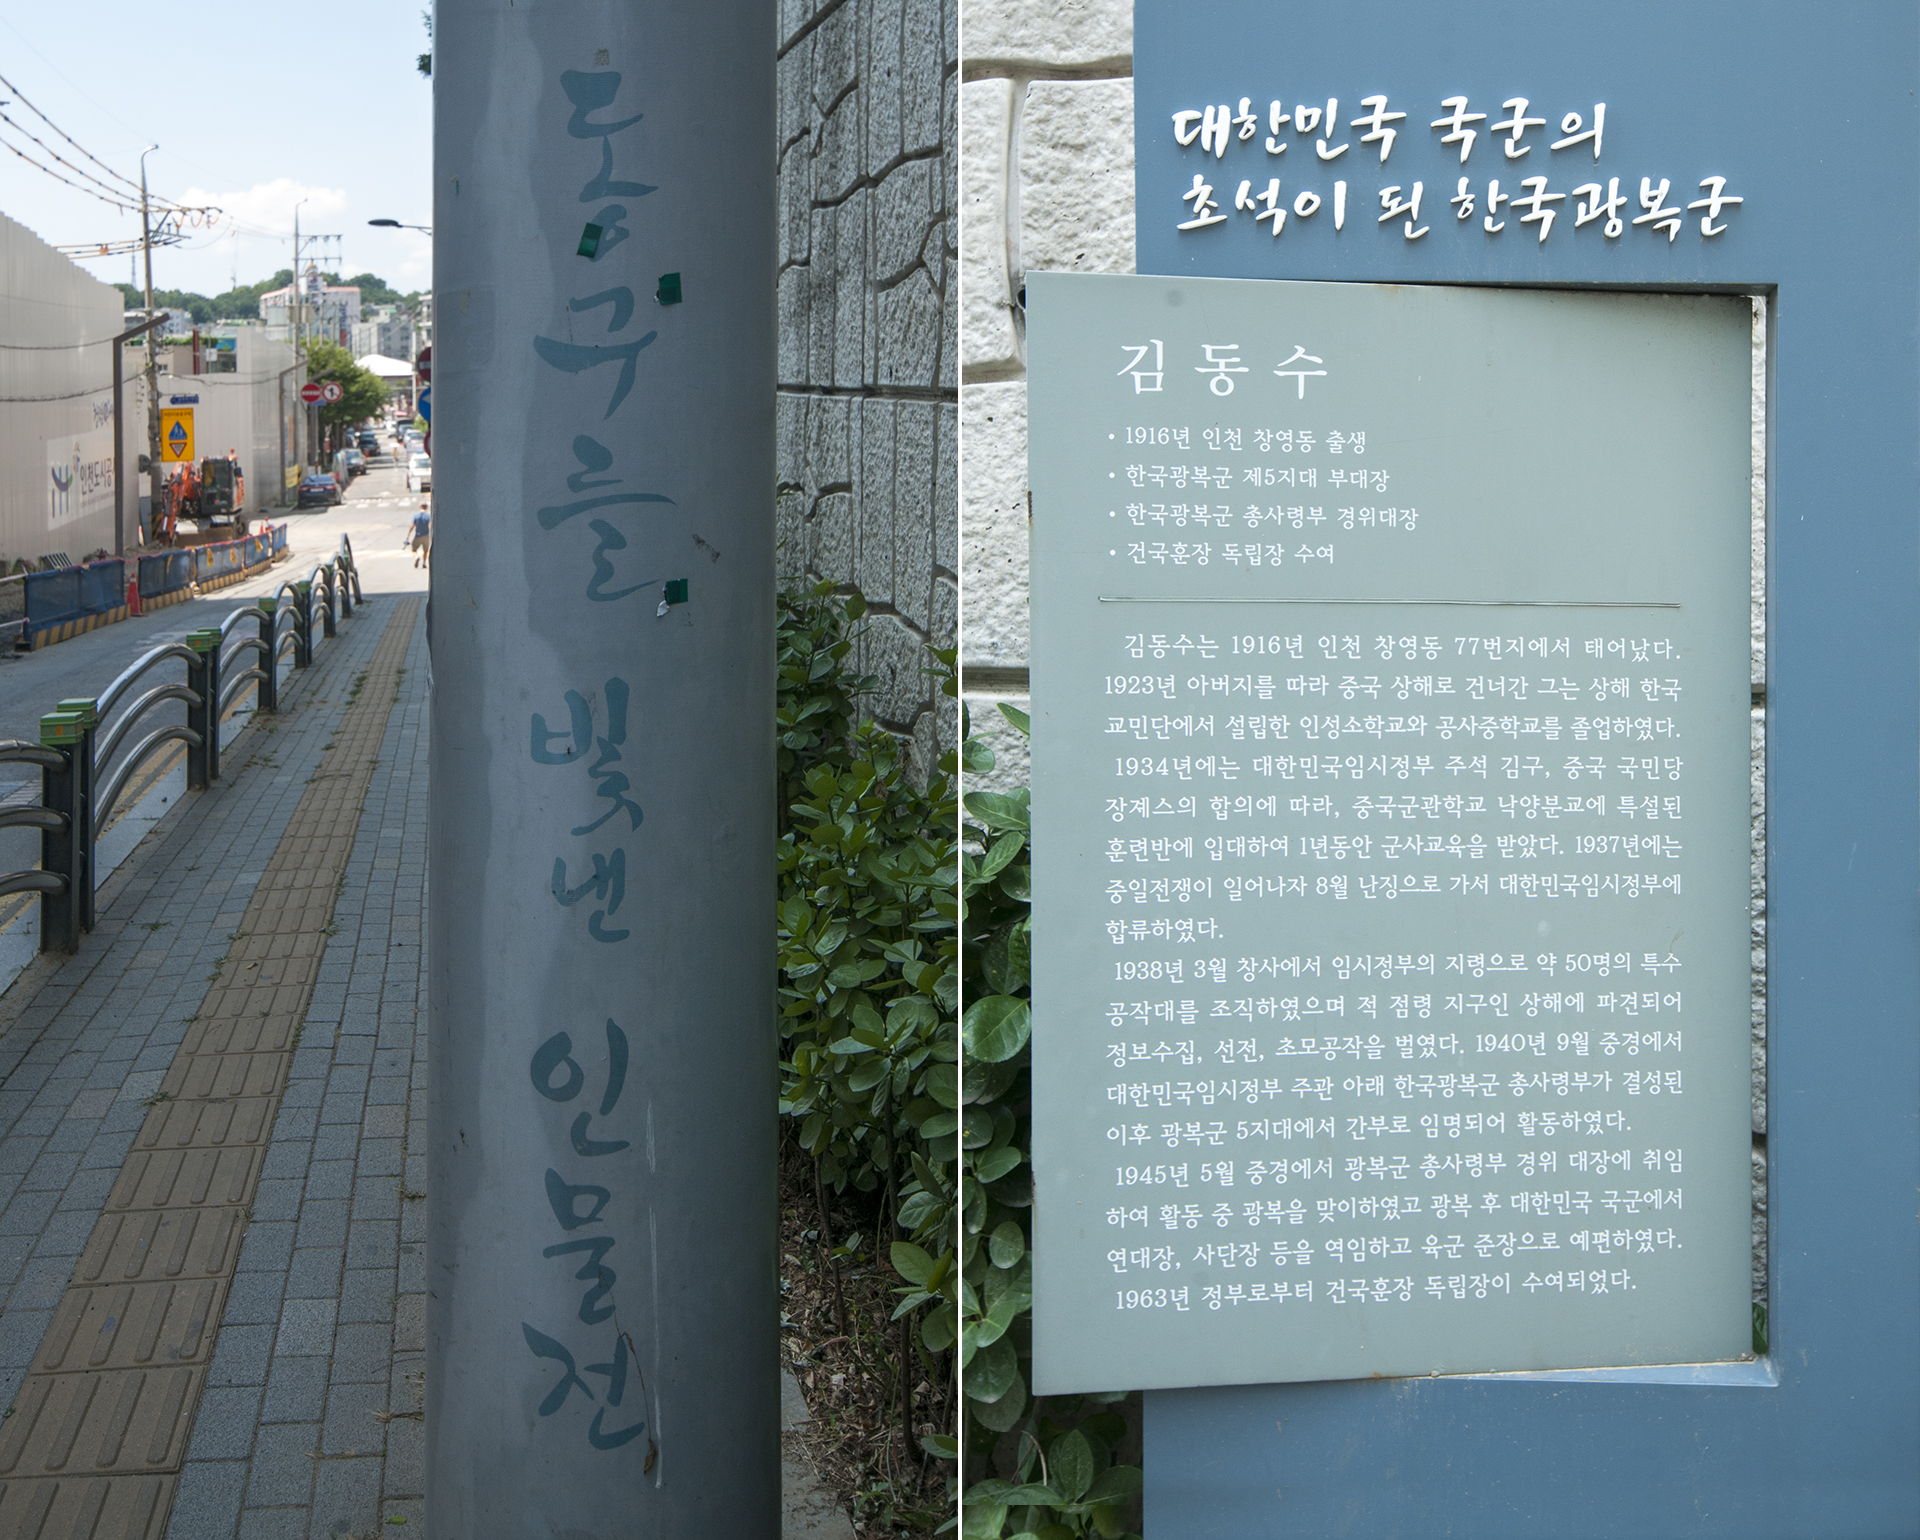 동구를 빛낸 인물전
인천도시공
대한민국 국군의
초석이 된 한국광복군
김동수
• 1916년 인천 창영동 출생
• 한국광복군 제5지대 부대장
• 한국광복군 총사령부 경위대장
• 건국훈장 독립장 수여
김동수는 1916년 인천 창영동 77번지에서 태어났다.
1923년 아버지를 따라 중국 상해로 건너간 그는 상해 한국
교민단에서 설립한 인성소학교와 공사중학교를 졸업하였다.
1934년에는 대한민국임시정부 주석 김구, 중국 국민당
장제스의 합의에 따라, 중국군관학교 낙양분교에 특설된
훈련반에 입대하여 1년동안 군사교육을 받았다. 1937년에는
중일전쟁이 일어나자 8월 난징으로 가서 대한민국임시정부에
합류하였다.
1938년 3월 창사에서 임시정부의 지령으로 약 50명의 특수
공작대를 조직하였으며 적 점령 지구인 상해에 파견되어
정보수집, 선전, 초모공작을 벌였다. 1940년 9월 중경에서
대한민국임시정부 주관 아래 한국광복군 총사령부가 결성된
이후 광복군 5지대에서 간부로 임명되어 활동하였다.
1945년 5월 중경에서 광복군 총사령부 경위 대장에 취임
하여 활동 중 광복을 맞이하였고 광복 후 대한민국 국군에서
연대장, 사단장 등을 역임하고 육군 준장으로 예편하였다.
1963년 정부로부터 건국훈장 독립장이 수여되었다.